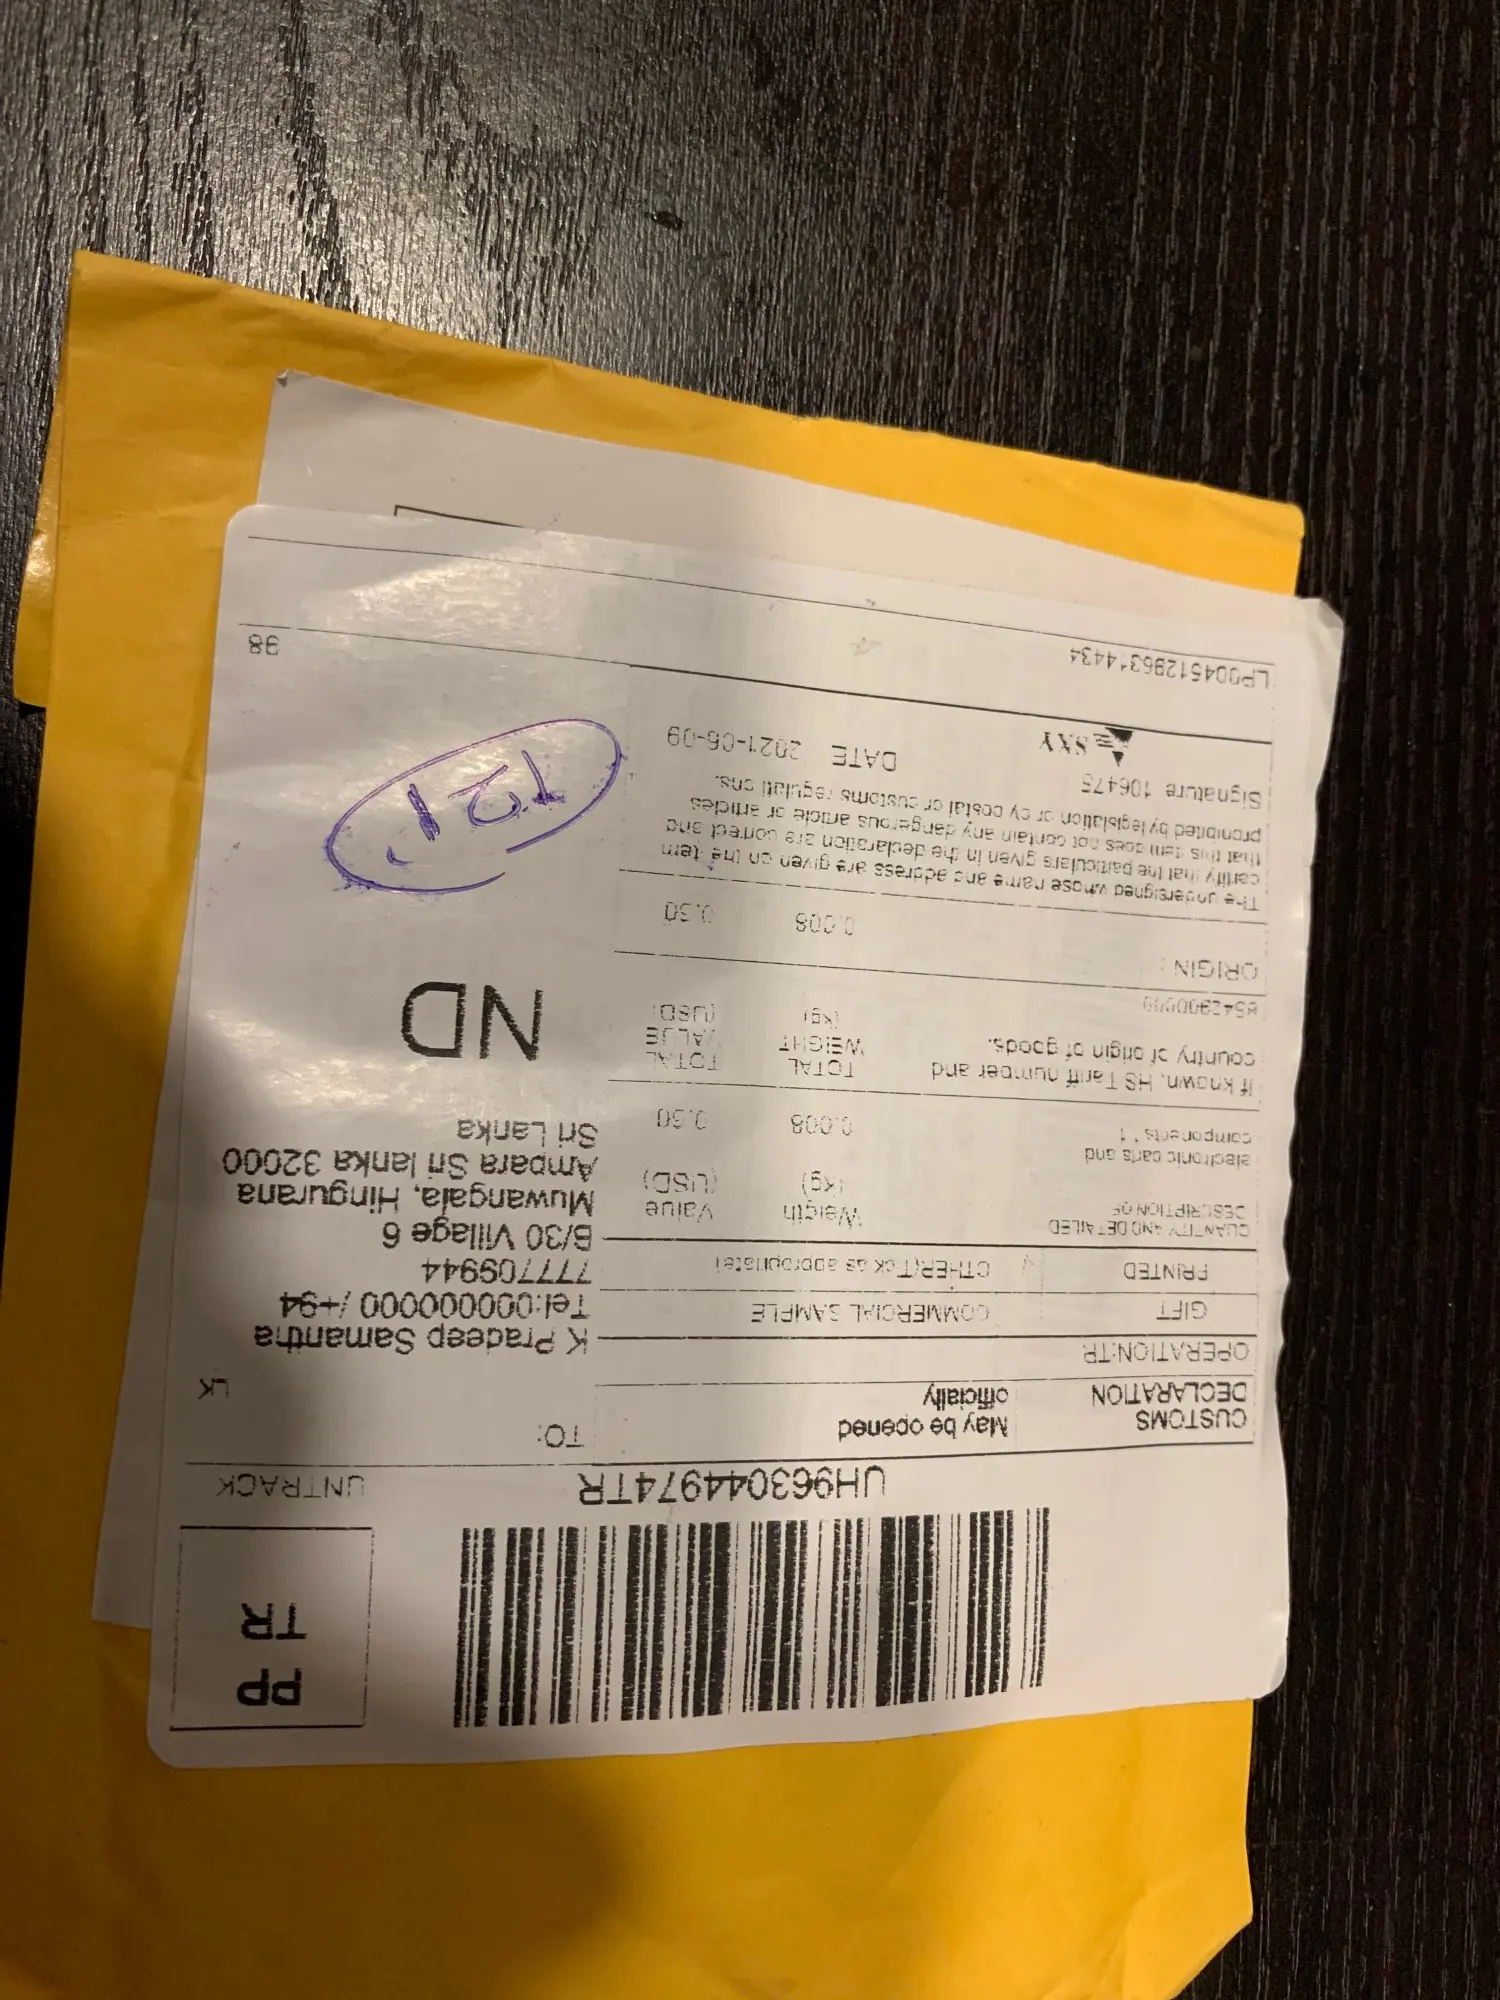 PP
TR
UH963044974TR
UNTRACK
CUSTOMS
DECLARATION
May be opened
officially
OPERATION:TR
GIFT
COMMERCIAL SAMPLE
PRINTED
OTHER(Tick as appropriate)
QUANTITY AND DETAILED
DESCRIPTION OF
Weigth
(kg)
Value
(USD)
electronic parts and
components * 1
0.008
0.30
If known, HS Tariff number and
country of origin of goods.
TOTAL
WEIGHT
(kg)
TOTAL
VALUE
(USD)
ORIGIN:
0.008
0.30
The undersigned whose name and address are given on the item
certify that the particulars given in the declaration are correct and
that this item does not contain any dangerous article or articles
prohibited by legislation or by costal or customs regulations.
Signature 106475
SXY
DATE 2021-06-09
TO:
LK
K Pradeep Samantha
Tel:0000000000 /+94
777709944
B/30 Village 6
Muwangala, Hingurana
Ampara Sri lanka 32000
Sri Lanka
ND
T21
LP00451296314434
38